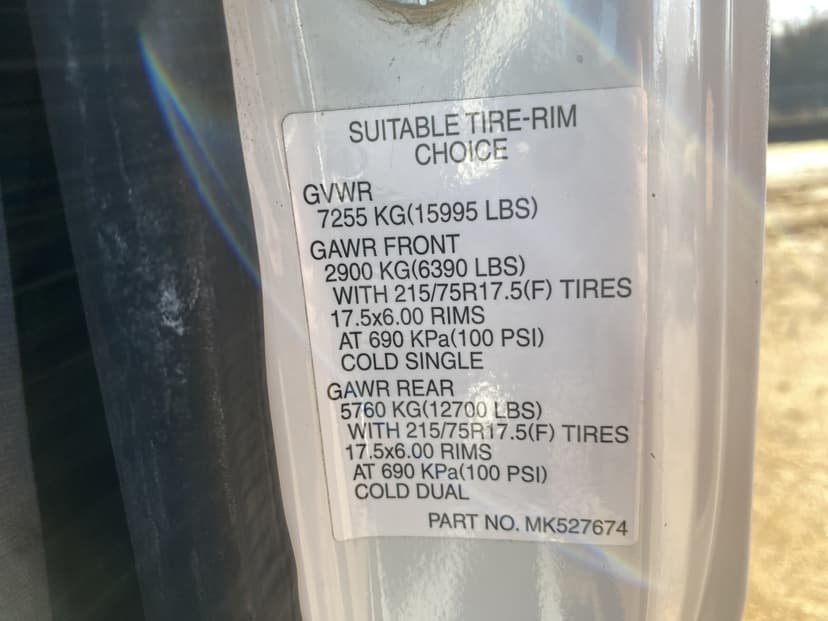 SUITABLE TIRE-RIM
CHOICE
GVWR
7255 KG(15995 LBS)
GAWR FRONT
2900 KG(6390 LBS)
WITH 215/75R17.5(F) TIRES
17.5x6.00 RIMS
AT 690 KPa(100 PSI)
COLD SINGLE
GAWR REAR
5760 KG(12700 LBS)
WITH 215/75R17.5(F) TIRES
17.5x6.00 RIMS
AT 690 KPa(100 PSI)
COLD DUAL
PART NO. MK527674